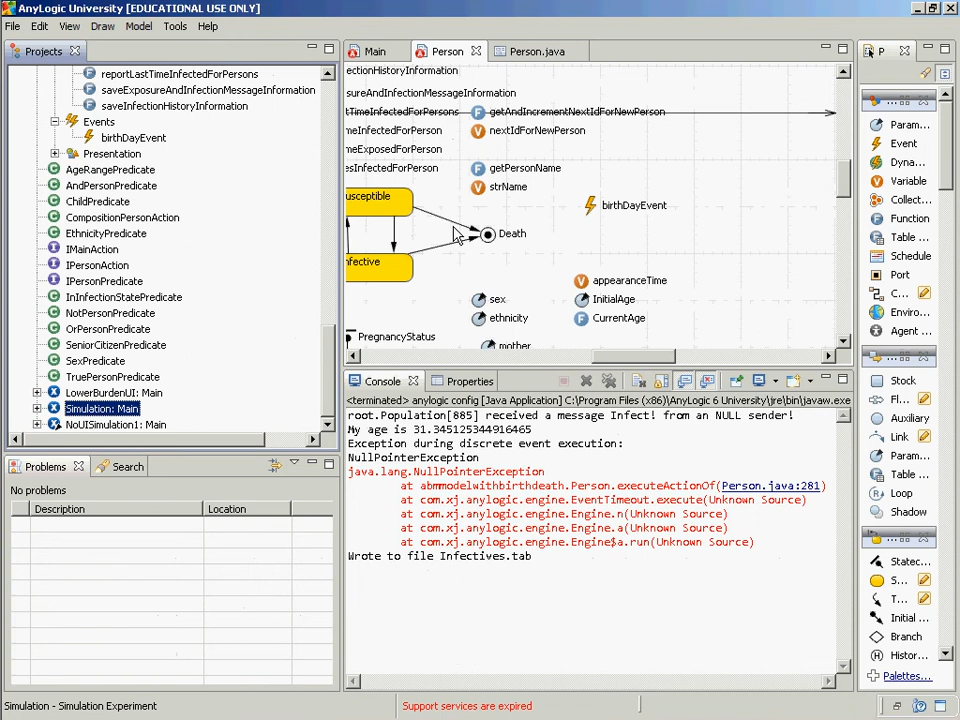 AnyLogic University [EDUCATIONAL USE ONLY]
File Edit View Draw Model Tools Help
Projects
reportLastTimeInfectedForPersons
saveExposureAndInfectionMessageInformation
saveInfectionHistoryInformation
Events
birthDayEvent
Presentation
AgeRangePredicate
AndPersonPredicate
ChildPredicate
CompositionPersonAction
EthnicityPredicate
IMainAction
IPersonAction
IPersonPredicate
InInfectionStatePredicate
NotPersonPredicate
OrPersonPredicate
SeniorCitizenPredicate
SexPredicate
TruePersonPredicate
LowerBurdenUI: Main
Simulation: Main
NoUISimulation1: Main
Problems Search
No problems
Description Location
Main Person Person.java
ectionHistoryInformation
sureAndInfectionMessageInformation
tTimeInfectedForPersons getAndIncrementNextIdForNewPerson
meInfectedForPerson nextIdForNewPerson
meExposedForPerson
esInfectedForPerson getPersonName
usceptible strName
birthDayEvent
Death
nfective
appearanceTime
sex InitialAge
ethnicity CurrentAge
PregnancyStatus
mother
Console Properties
<terminated> anylogic config [Java Application] C:\Program Files (x86)\AnyLogic 6 University\jre\bin\javaw.exe
root.Population[885] received a message Infect! from an NULL sender!
My age is 31.345125344916465
Exception during discrete event execution:
NullPointerException
java.lang.NullPointerException
at abmmodelwithbirthdeath.Person.executeActionOf(Person.java:281)
at com.xj.anylogic.engine.EventTimeout.execute(Unknown Source)
at com.xj.anylogic.engine.Engine.n(Unknown Source)
at com.xj.anylogic.engine.Engine.a(Unknown Source)
at com.xj.anylogic.engine.Engine$a.run(Unknown Source)
Wrote to file Infectives.tab
P
...
Param...
Event
Dyna...
Variable
Collect...
Function
Table ...
Schedule
Port
C...
Enviro...
Agent ...
...
Stock
Fl...
Auxiliary
Link
Param...
Table ...
Loop
Shadow
...
Statec...
S...
T...
Initial ...
Branch
Histor...
Palettes...
Simulation - Simulation Experiment
Support services are expired